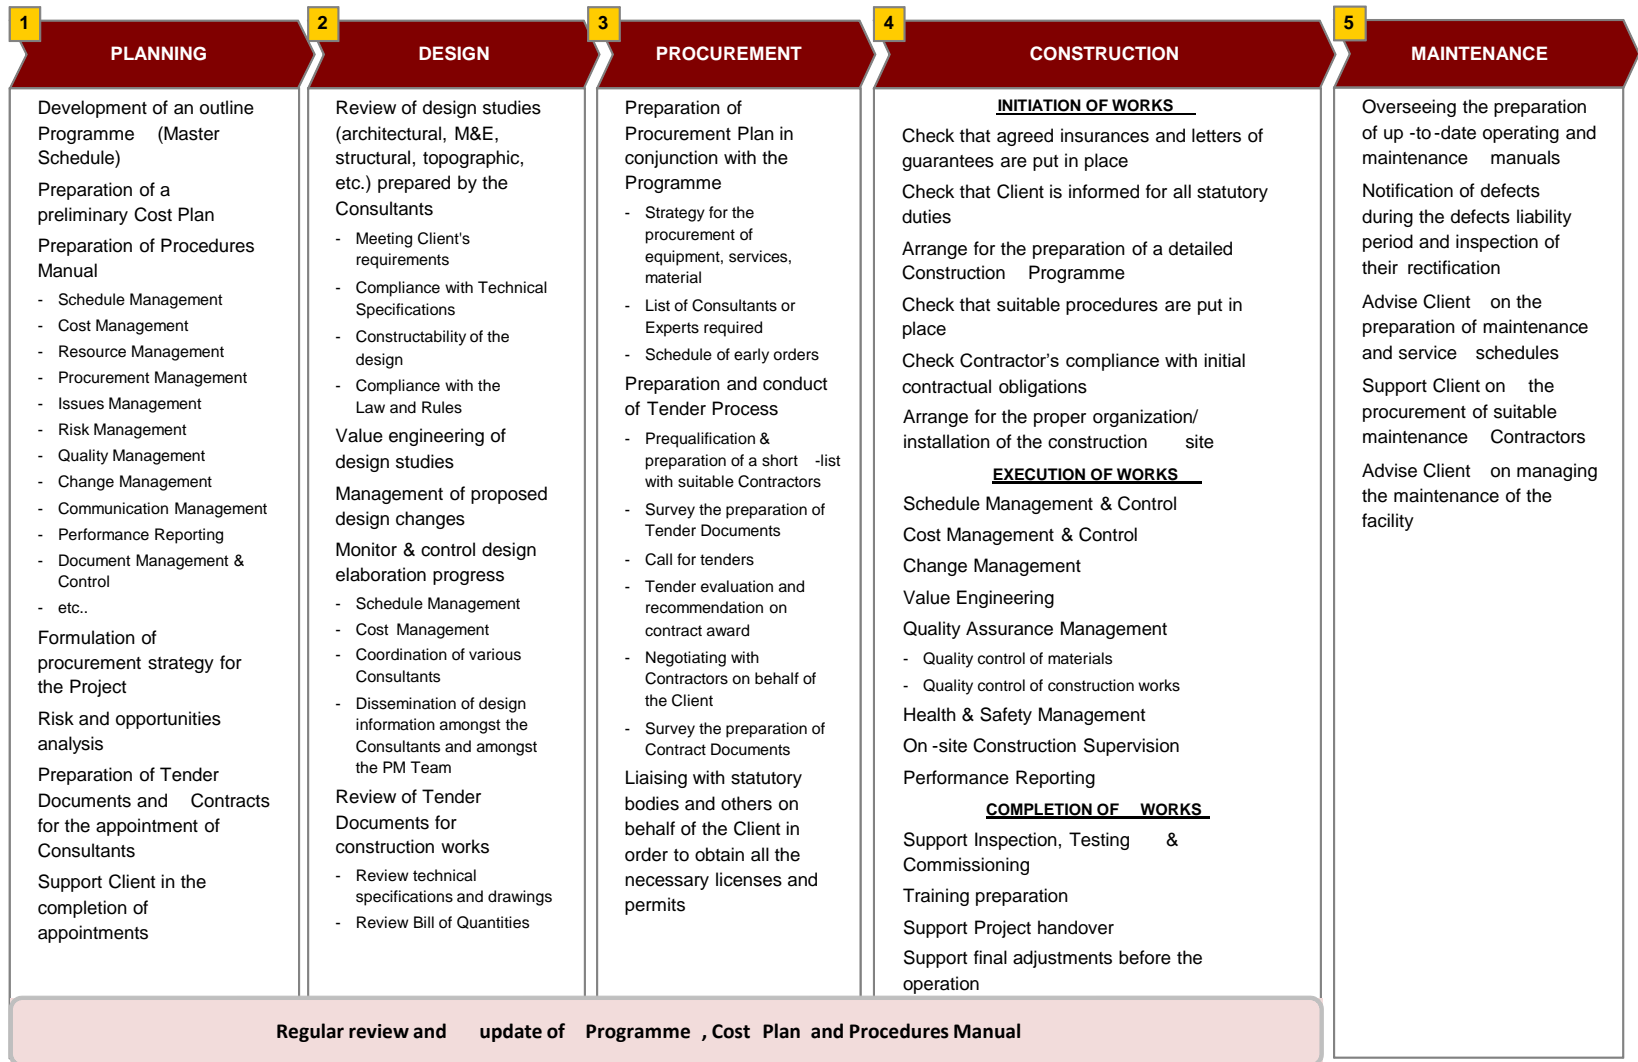 1
PLANNING
Development of an outline
Programme (Master
Schedule)
Preparation of a
preliminary Cost Plan
Preparation of Procedures
Manual
- Schedule Management
- Cost Management
- Resource Management
- Procurement Management
- Issues Management
- Risk Management
- Quality Management
- Change Management
- Communication Management
- Performance Reporting
- Document Management &
Control
- etc..
Formulation of
procurement strategy for
the Project
Risk and opportunities
analysis
Preparation of Tender
Documents and Contracts
for the appointment of
Consultants
Support Client in the
completion of
appointments
2
DESIGN
Review of design studies
(architectural, M&E,
structural, topographic,
etc.) prepared by the
Consultants
- Meeting Client's
requirements
- Compliance with Technical
Specifications
- Constructability of the
design
- Compliance with the
Law and Rules
Value engineering of
design studies
Management of proposed
design changes
Monitor & control design
elaboration progress
- Schedule Management
- Cost Management
- Coordination of various
Consultants
- Dissemination of design
information amongst the
Consultants and amongst
the PM Team
Review of Tender
Documents for
construction works
- Review technical
specifications and drawings
- Review Bill of Quantities
3
PROCUREMENT
Preparation of
Procurement Plan in
conjunction with the
Programme
- Strategy for the
procurement of
equipment, services,
material
- List of Consultants or
Experts required
- Schedule of early orders
Preparation and conduct
of Tender Process
- Prequalification &
preparation of a short -list
with suitable Contractors
- Survey the preparation of
Tender Documents
- Call for tenders
- Tender evaluation and
recommendation on
contract award
- Negotiating with
Contractors on behalf of
the Client
- Survey the preparation of
Contract Documents
Liaising with statutory
bodies and others on
behalf of the Client in
order to obtain all the
necessary licenses and
permits
4
CONSTRUCTION
INITIATION OF WORKS
Check that agreed insurances and letters of
guarantees are put in place
Check that Client is informed for all statutory
duties
Arrange for the preparation of a detailed
Construction Programme
Check that suitable procedures are put in
place
Check Contractor’s compliance with initial
contractual obligations
Arrange for the proper organization/
installation of the construction site
EXECUTION OF WORKS
Schedule Management & Control
Cost Management & Control
Change Management
Value Engineering
Quality Assurance Management
- Quality control of materials
- Quality control of construction works
Health & Safety Management
On -site Construction Supervision
Performance Reporting
COMPLETION OF WORKS
Support Inspection, Testing &
Commissioning
Training preparation
Support Project handover
Support final adjustments before the
operation
5
MAINTENANCE
Overseeing the preparation
of up -to -date operating and
maintenance manuals
Notification of defects
during the defects liability
period and inspection of
their rectification
Advise Client on the
preparation of maintenance
and service schedules
Support Client on the
procurement of suitable
maintenance Contractors
Advise Client on managing
the maintenance of the
facility
Regular review and update of Programme , Cost Plan and Procedures Manual